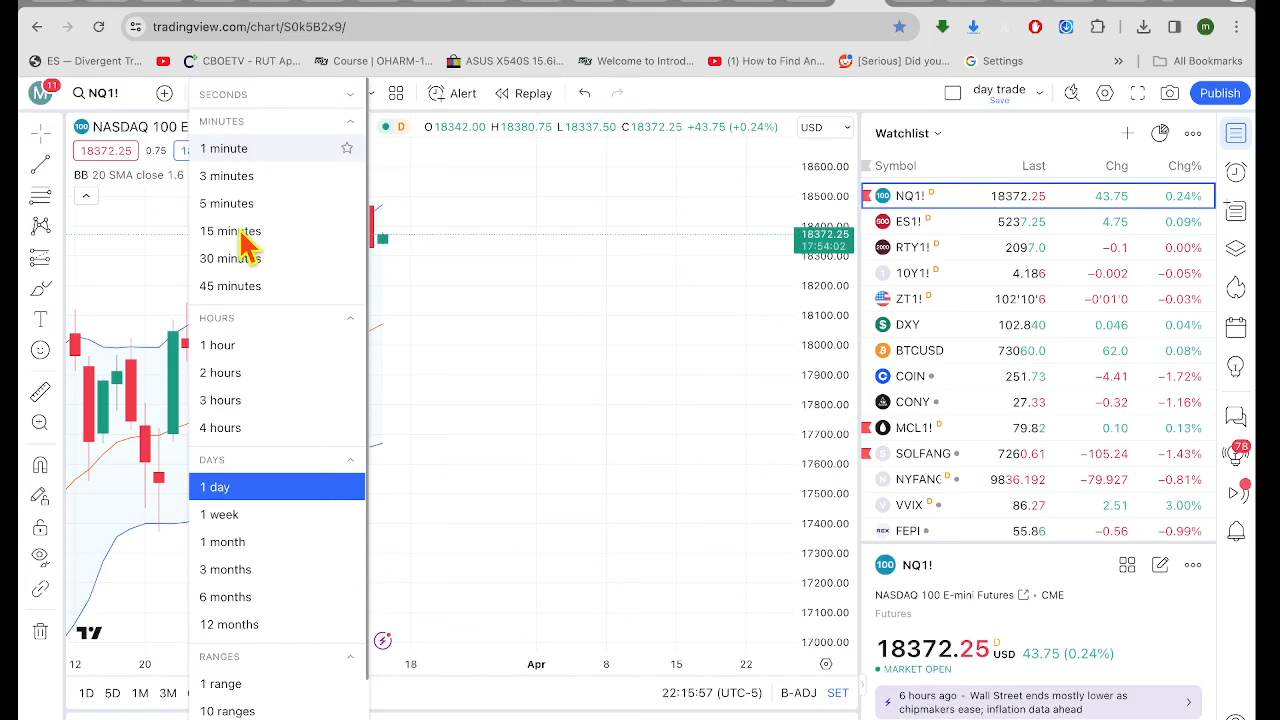 tradingview.com/chart/S0k5B2x9/
m
ES — Divergent Tr...
CBOETV - RUT Ap...
Course | OHARM-1...
ASUS X540S 15.6i...
Welcome to Introd...
(1) How to Find An...
[Serious] Did you...
Settings
»
All Bookmarks
M
11
NQ1!
Alert
Replay
day trade
Save
Publish
100 NASDAQ 100 E
D O18342.00 H18380.75 L18337.50 C18372.25 +43.75 (+0.24%)
USD
18372.25 0.75
BB 20 SMA close 1.6
SECONDS
MINUTES
1 minute
3 minutes
5 minutes
15 minutes
30 minutes
45 minutes
HOURS
1 hour
2 hours
3 hours
4 hours
DAYS
1 day
1 week
1 month
3 months
6 months
12 months
RANGES
1 range
10 ranges
18600.00
18500.00
18372.25
17:54:02
18300.00
18200.00
18100.00
18000.00
17900.00
17800.00
17700.00
17600.00
17500.00
17400.00
17300.00
17200.00
17100.00
17000.00
12 20 18 Apr 8 15 22
1D 5D 1M 3M
22:15:57 (UTC-5) B-ADJ SET
Watchlist
Symbol Last Chg Chg%
100 NQ1! D 18372.25 43.75 0.24%
500 ES1! D 5237.25 4.75 0.09%
2000 RTY1! D 2097.0 −0.1 0.00%
1 10Y1! D 4.186 −0.002 −0.05%
ZT1! D 102'10'6 −0'01'0 −0.03%
$ DXY 102.840 0.046 0.04%
BTCUSD 73060.0 62.0 0.08%
COIN 251.73 −4.41 −1.72%
CONY 27.33 −0.32 −1.16%
MCL1! D 79.82 0.10 0.13%
S SOLFANG 7260.61 −105.24 −1.43%
N NYFANG D 9836.192 −79.927 −0.81%
V VVIX D 86.27 2.51 3.00%
REX FEPI 55.86 −0.56 −0.99%
78
100 NQ1!
NASDAQ 100 E-mini Futures • CME
Futures
18372.25 D USD 43.75 (0.24%)
MARKET OPEN
6 hours ago • Wall Street ends mostly lower as
chipmakers ease; inflation data ahead